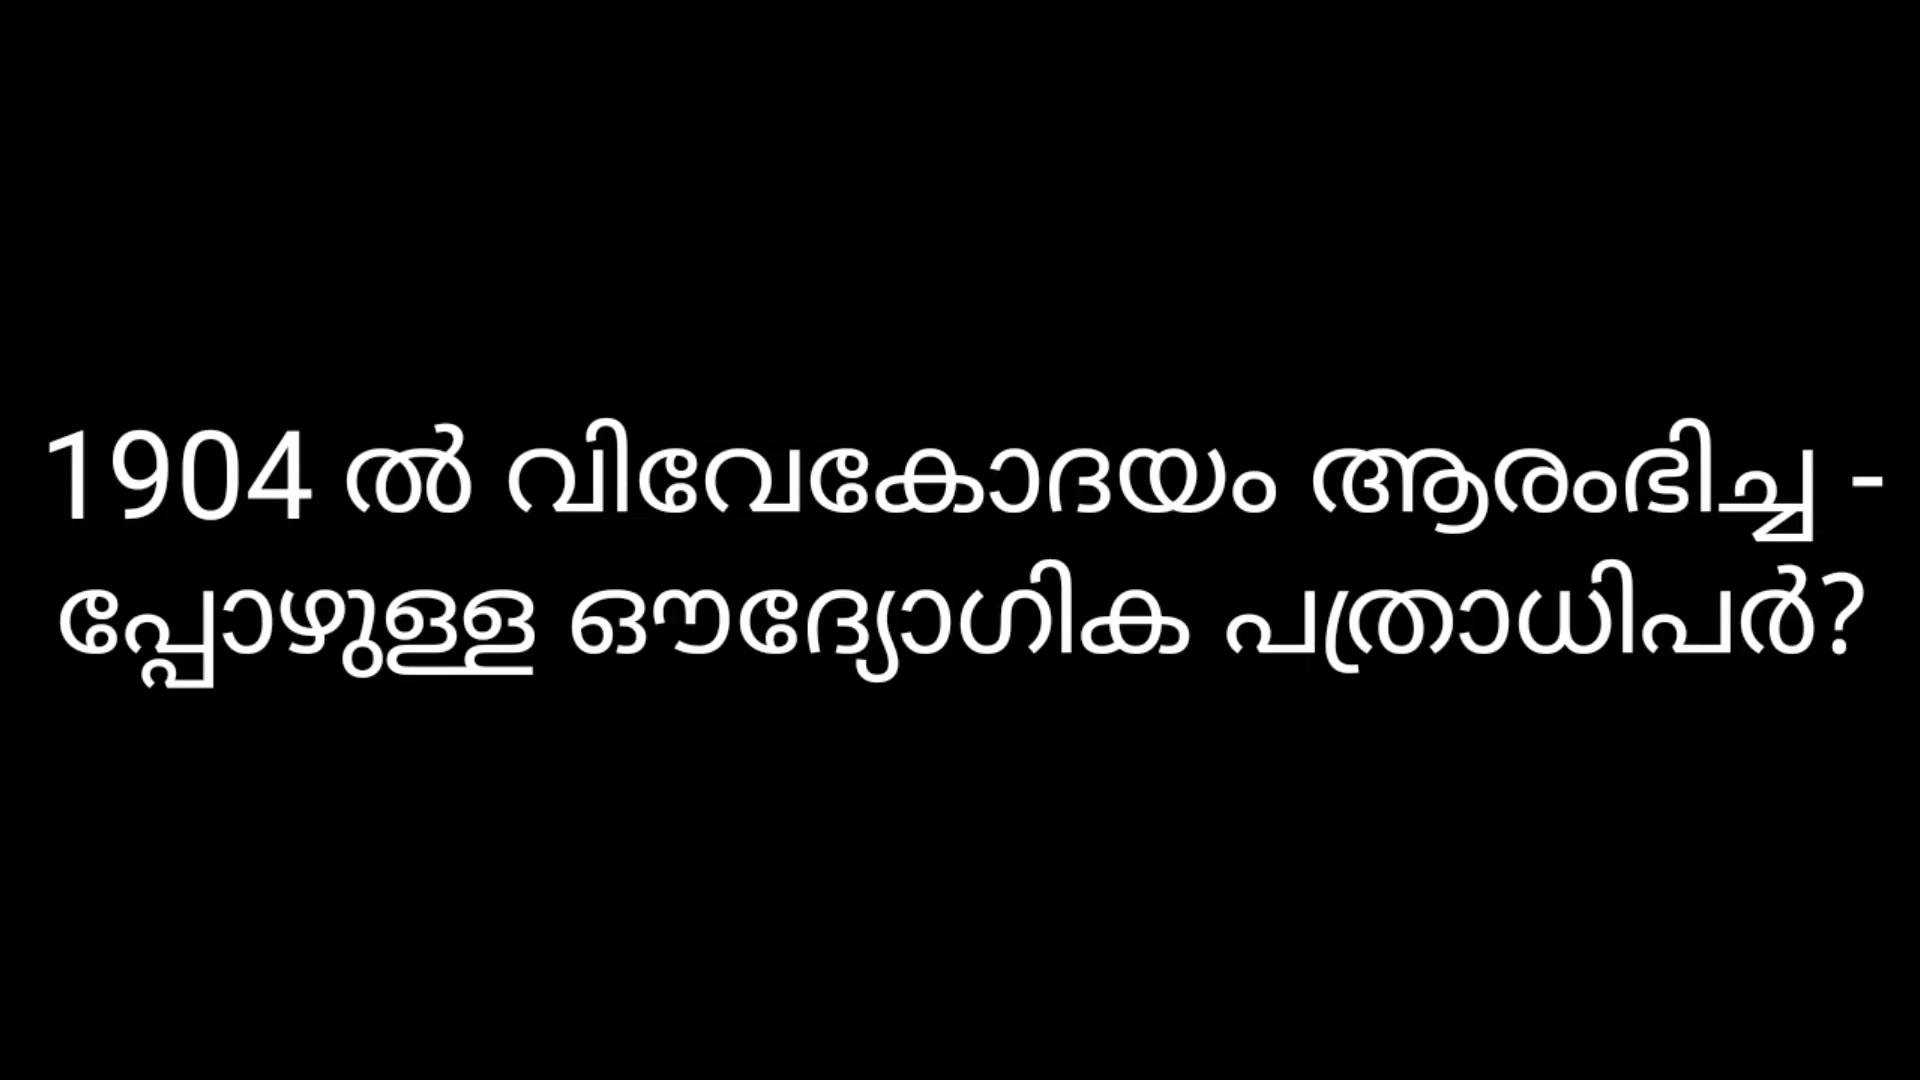 1904 ൽ വിവേകോദയം ആരംഭിച്ച -
പ്പോഴുള്ള ഔദ്യോഗിക പത്രാധിപർ?